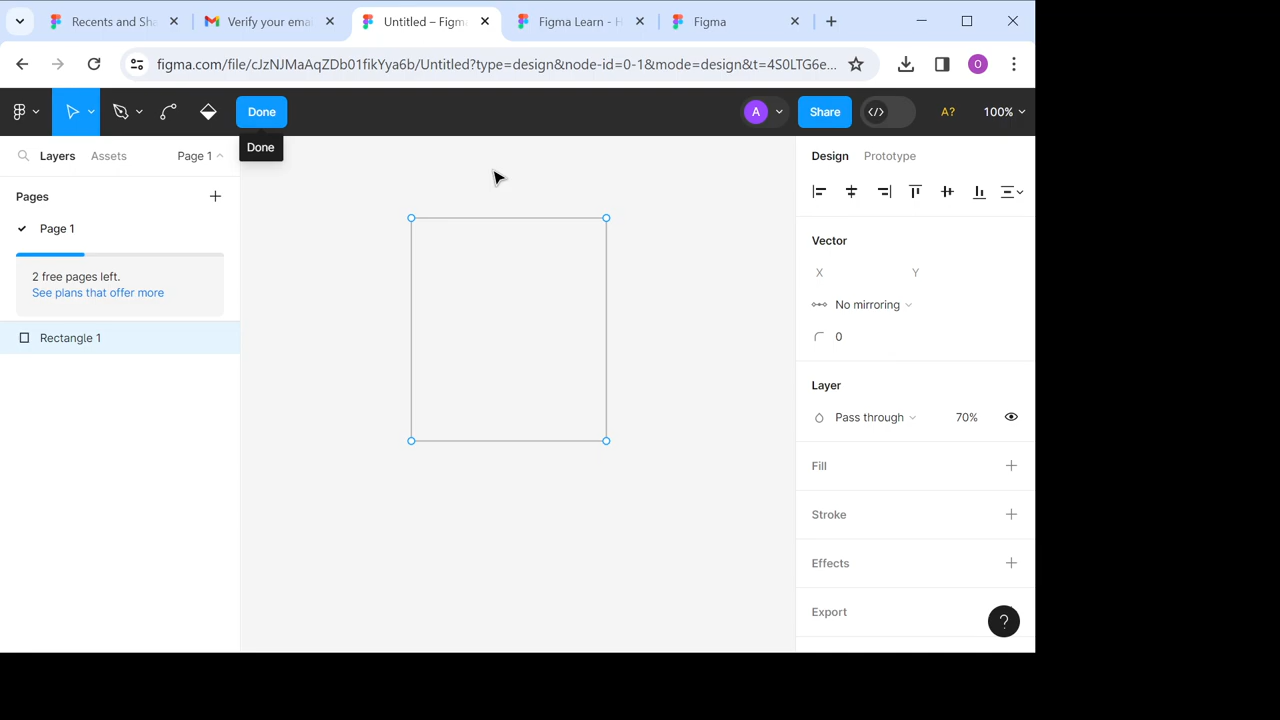 Recents and Sha
Verify your emai
Untitled – Figm
Figma Learn - H
Figma
figma.com/file/cJzNJMaAqZDb01fikYya6b/Untitled?type=design&node-id=0-1&mode=design&t=4S0LTG6e...
O
Done
A
Share
A?
100%
Done
Layers
Assets
Page 1
Design
Prototype
Pages
Page 1
2 free pages left.
See plans that offer more
Rectangle 1
Vector
X
Y
No mirroring
0
Layer
Pass through
70%
Fill
Stroke
Effects
Export
?